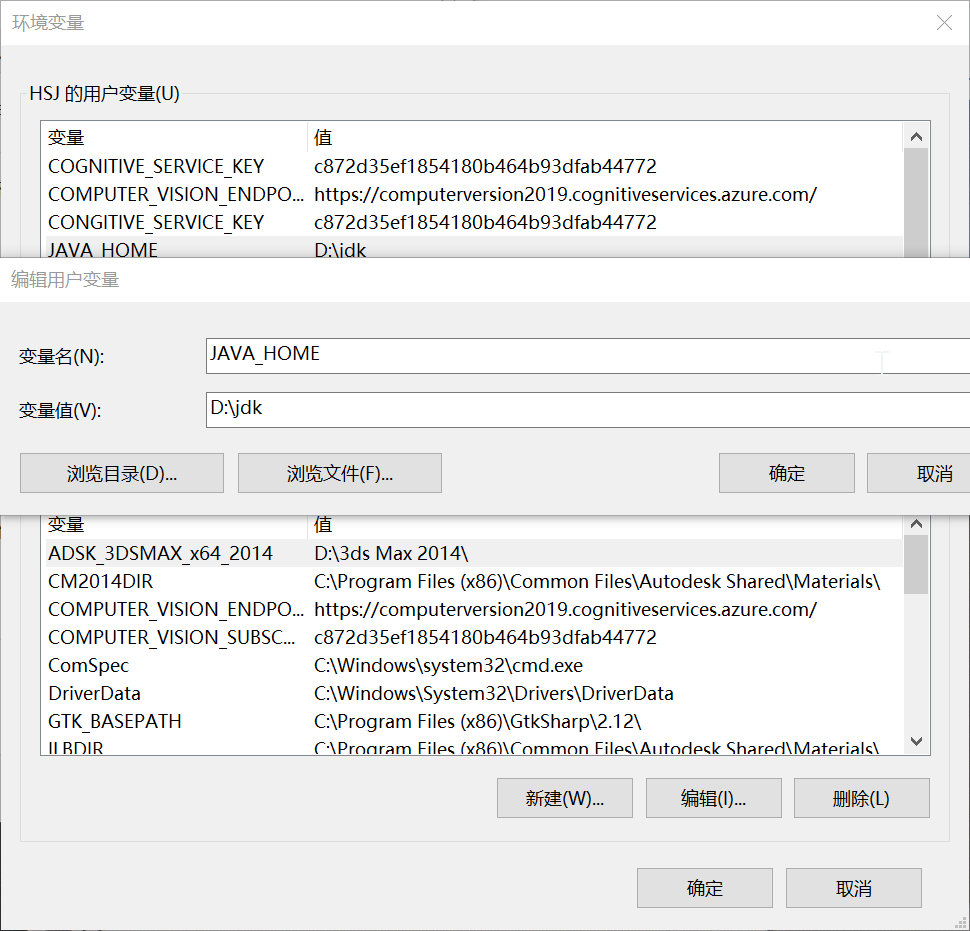 环境变量
HSJ 的用户变量(U)
变量 值
COGNITIVE_SERVICE_KEY c872d35ef1854180b464b93dfab44772
COMPUTER_VISION_ENDPO... https://computerversion2019.cognitiveservices.azure.com/
CONGITIVE_SERVICE_KEY c872d35ef1854180b464b93dfab44772
JAVA_HOME D:\jdk
编辑用户变量
变量名(N): JAVA_HOME
变量值(V): D:\jdk
浏览目录(D)... 浏览文件(F)... 确定 取消
变量 值
ADSK_3DSMAX_x64_2014 D:\3ds Max 2014\
CM2014DIR C:\Program Files (x86)\Common Files\Autodesk Shared\Materials\
COMPUTER_VISION_ENDPO... https://computerversion2019.cognitiveservices.azure.com/
COMPUTER_VISION_SUBSC... c872d35ef1854180b464b93dfab44772
ComSpec C:\Windows\system32\cmd.exe
DriverData C:\Windows\System32\Drivers\DriverData
GTK_BASEPATH C:\Program Files (x86)\GtkSharp\2.12\
ILBDIR C:\Program Files (x86)\Common Files\Autodesk Shared\Materials\
新建(W)... 编辑(I)... 删除(L)
确定 取消